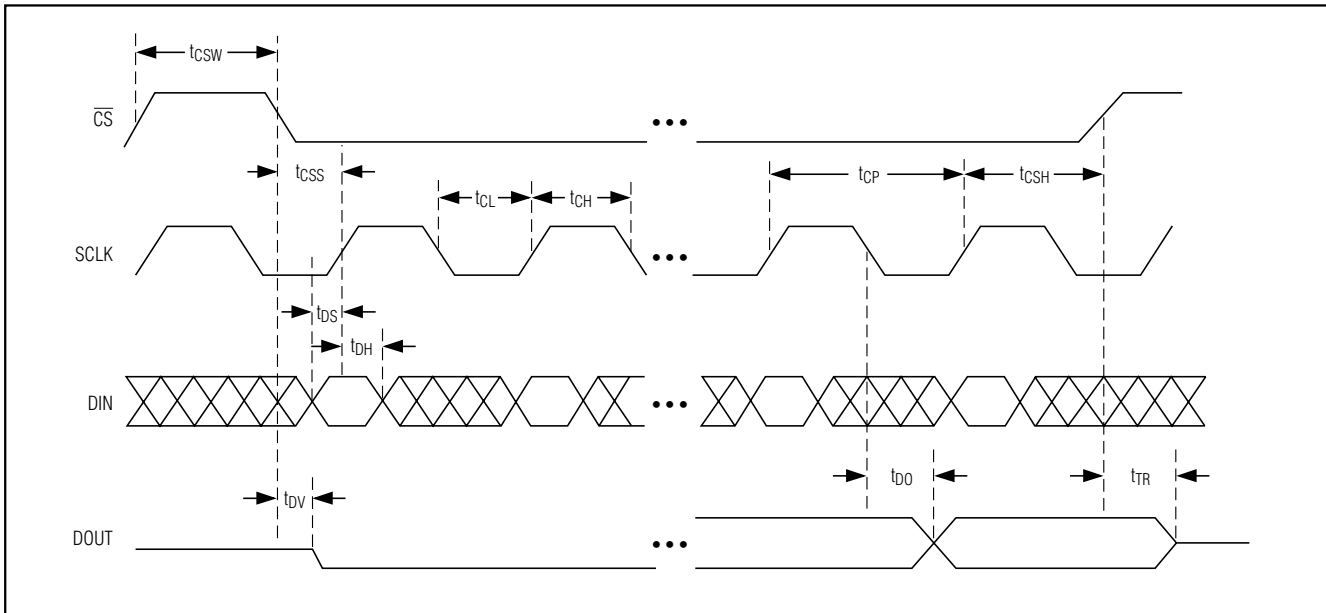 tCSW
CS
•••
tCSS
tCL
tCH
tCP
tCSH
SCLK
•••
tDS
tDH
DIN
•••
tDV
tDO
tTR
DOUT
•••